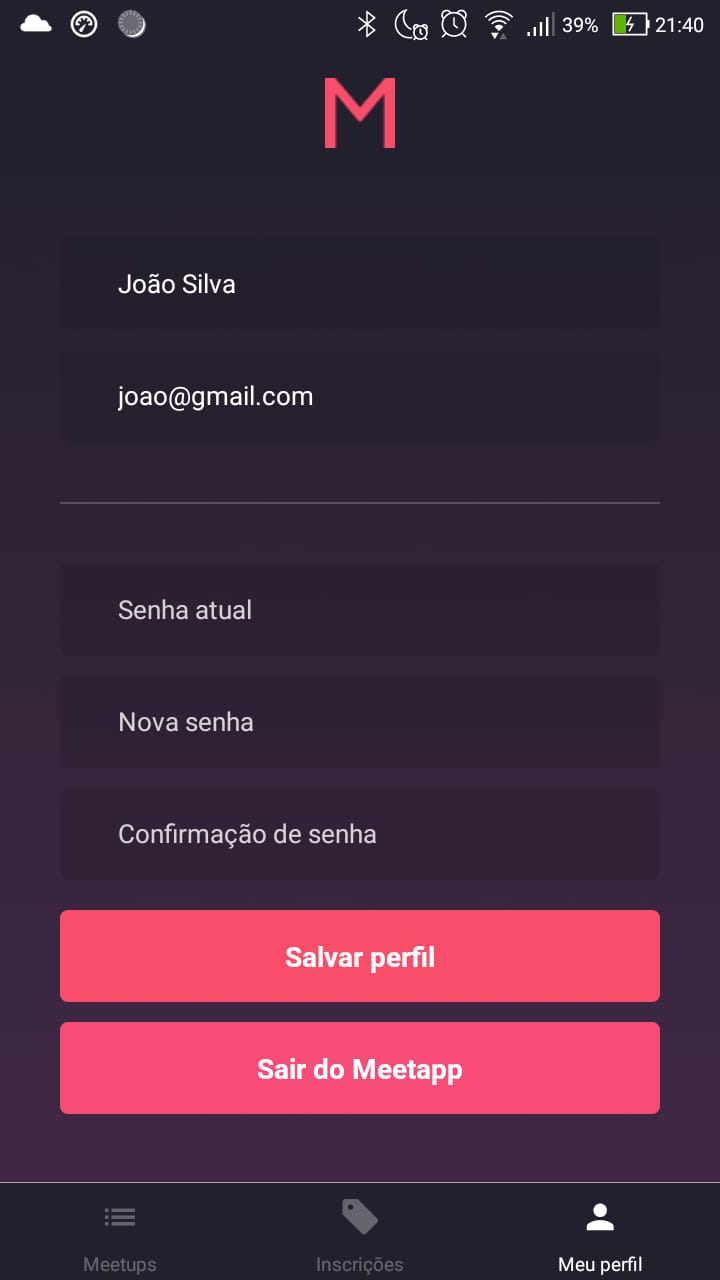 39% 21:40
M
João Silva
joao@gmail.com
Senha atual
Nova senha
Confirmação de senha
Salvar perfil
Sair do Meetapp
Meetups Inscrições Meu perfil